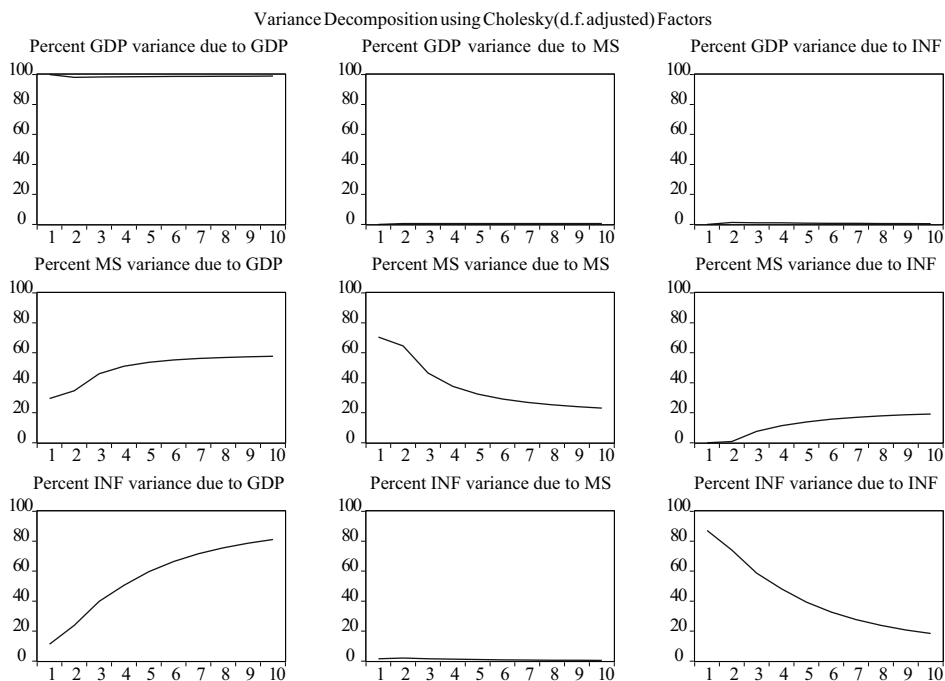 Variance Decomposition using Cholesky (d.f. adjusted) Factors
Percent GDP variance due to GDP
Percent GDP variance due to MS
Percent GDP variance due to INF
100
80
60
40
20
0
1 2 3 4 5 6 7 8 9 10
100
80
60
40
20
0
1 2 3 4 5 6 7 8 9 10
100
80
60
40
20
0
1 2 3 4 5 6 7 8 9 10
Percent MS variance due to GDP
Percent MS variance due to MS
Percent MS variance due to INF
100
80
60
40
20
0
1 2 3 4 5 6 7 8 9 10
100
80
60
40
20
0
1 2 3 4 5 6 7 8 9 10
100
80
60
40
20
0
1 2 3 4 5 6 7 8 9 10
Percent INF variance due to GDP
Percent INF variance due to MS
Percent INF variance due to INF
100
80
60
40
20
0
1 2 3 4 5 6 7 8 9 10
100
80
60
40
20
0
1 2 3 4 5 6 7 8 9 10
100
80
60
40
20
0
1 2 3 4 5 6 7 8 9 10